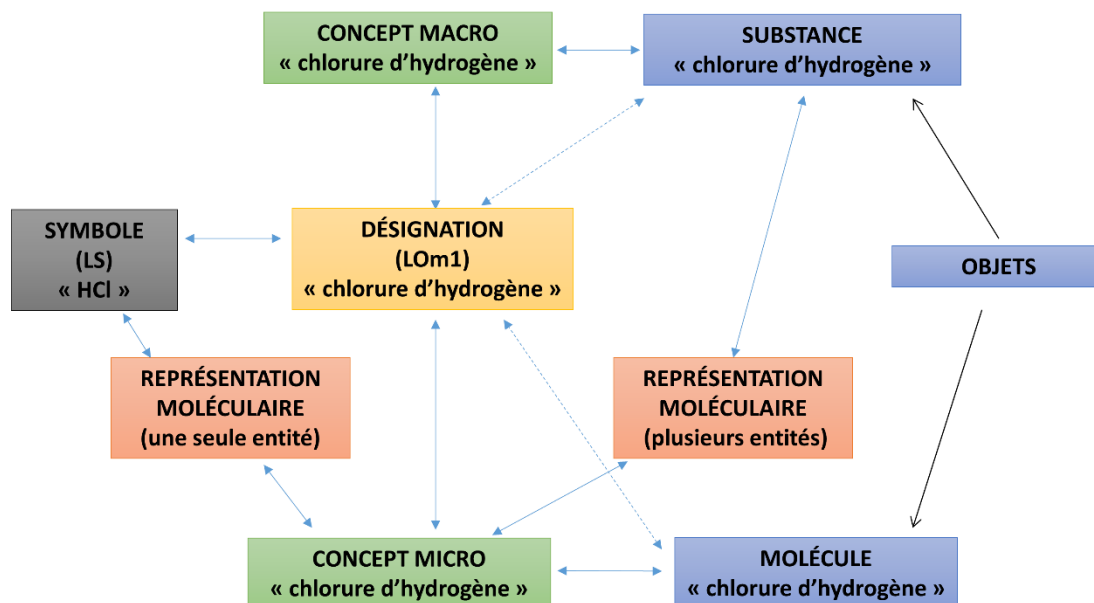 CONCEPT MACRO
« chlorure d’hydrogène »
SUBSTANCE
« chlorure d’hydrogène »
SYMBOLE
(LS)
« HCl »
DÉSIGNATION
(LOm1)
« chlorure d’hydrogène »
OBJETS
REPRÉSENTATION
MOLÉCULAIRE
(une seule entité)
REPRÉSENTATION
MOLÉCULAIRE
(plusieurs entités)
CONCEPT MICRO
« chlorure d’hydrogène »
MOLÉCULE
« chlorure d’hydrogène »